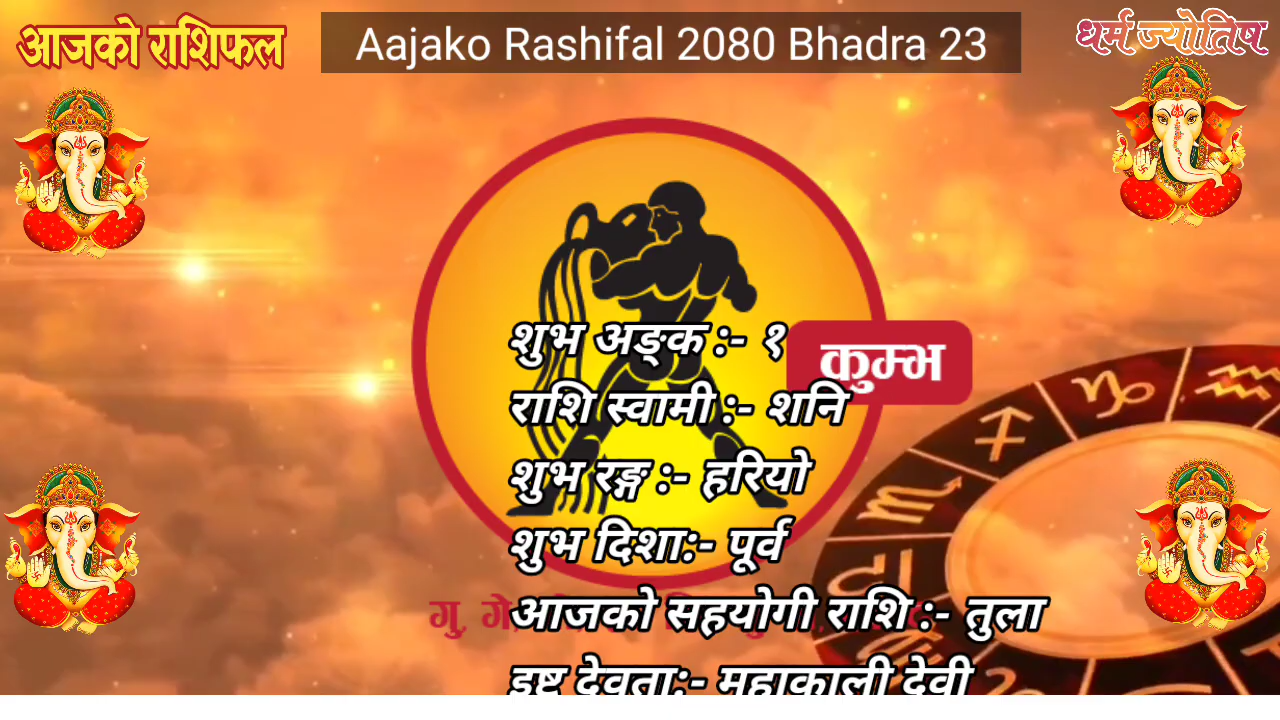 आजको राशिफल
Aajako Rashifal 2080 Bhadra 23
धर्म ज्योतिष
शुभ अङ्क :- १
कुम्भ
राशि स्वामी :- शनि
शुभ रङ्ग :- हरियो
शुभ दिशा:- पूर्व
गु, गे,
आजको सहयोगी राशि :- तुला
इष्ट देवता:- महाकाली देवी